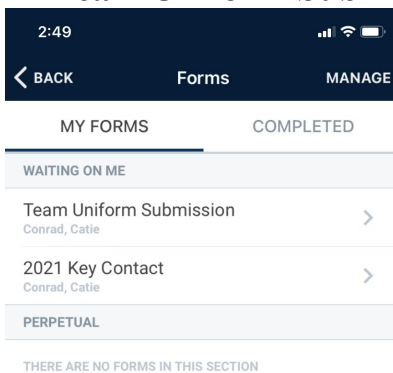 2:49
BACK Forms MANAGE
MY FORMS COMPLETED
WAITING ON ME
Team Uniform Submission
Conrad, Catie
2021 Key Contact
Conrad, Catie
PERPETUAL
THERE ARE NO FORMS IN THIS SECTION